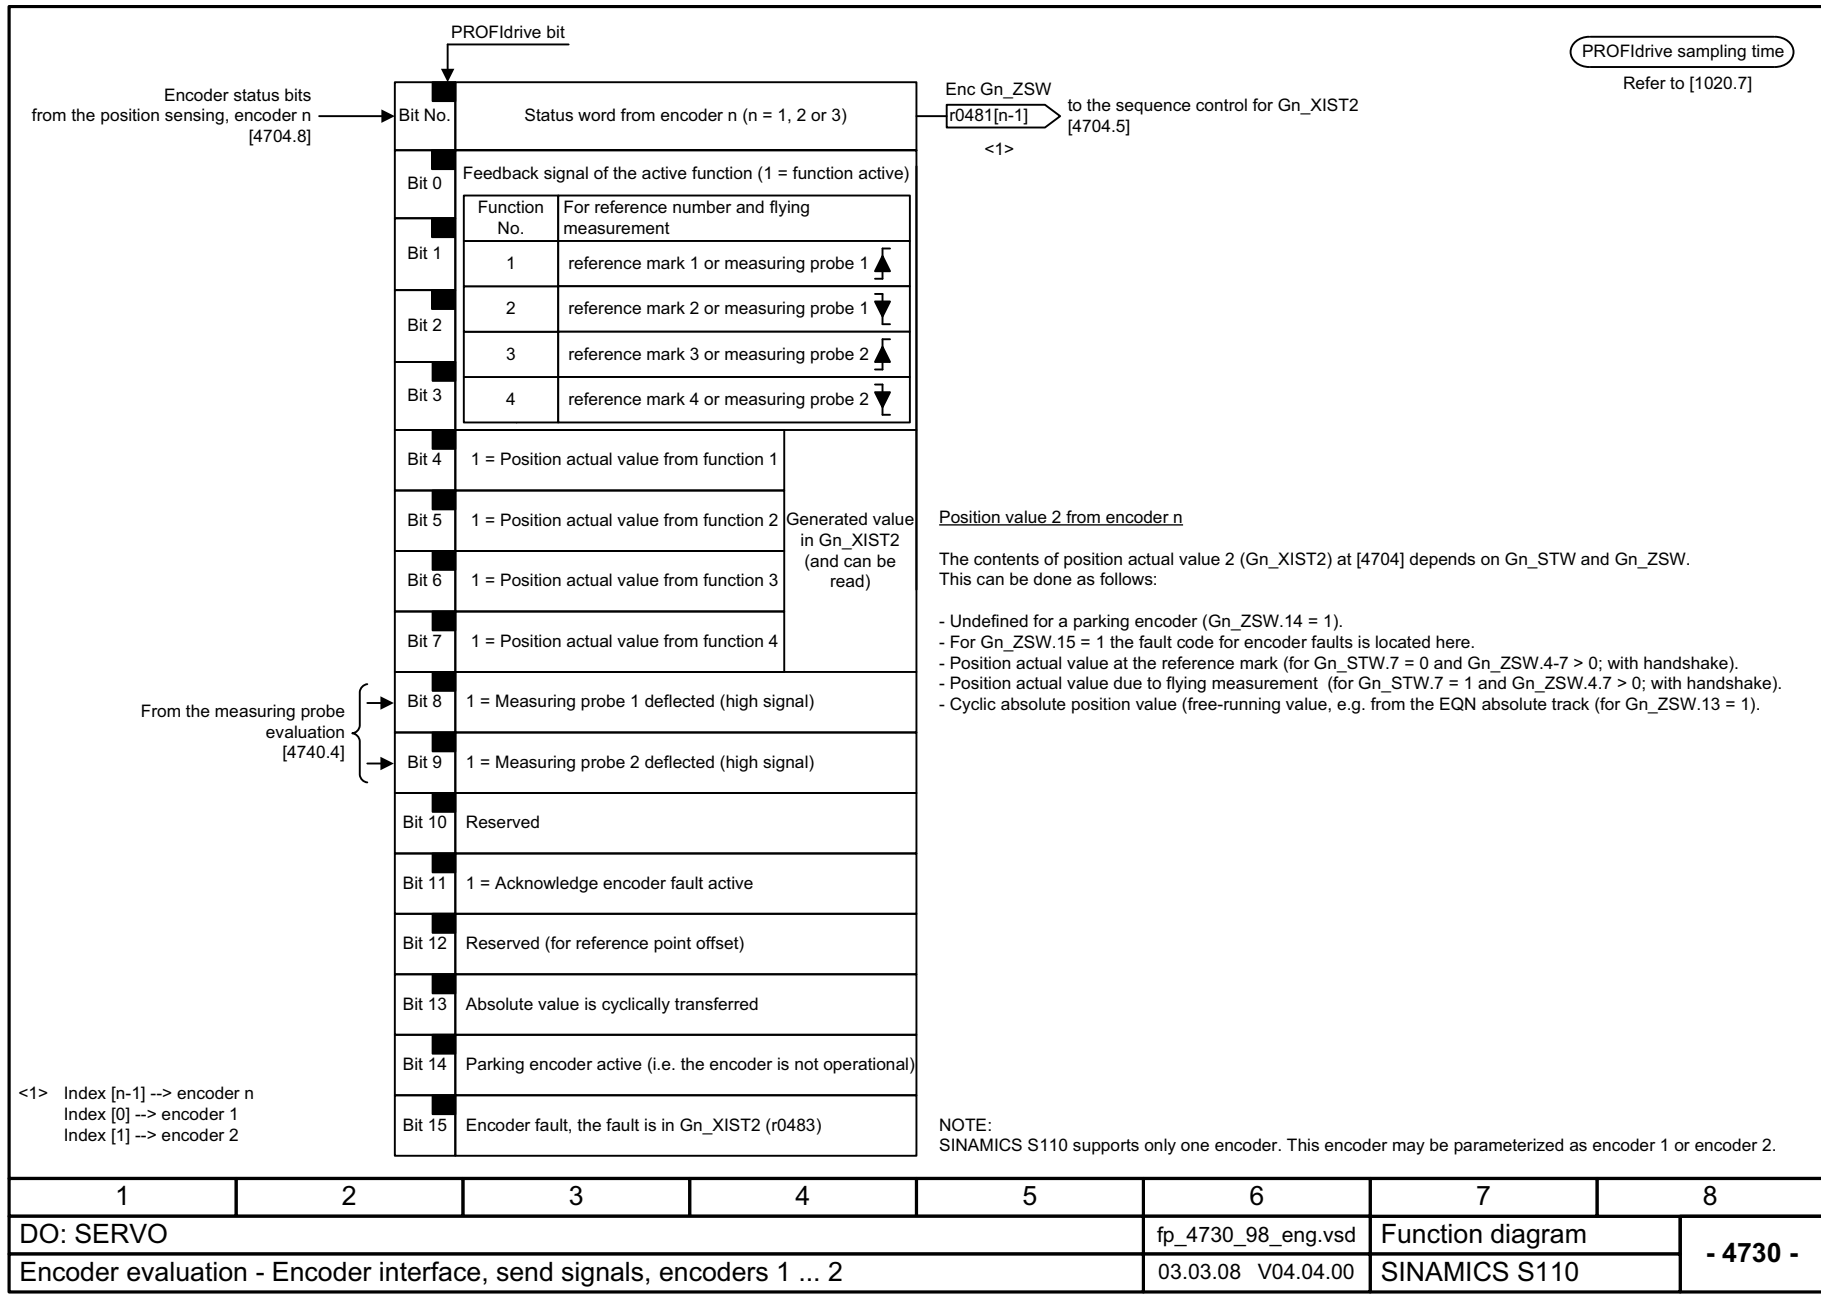 PROFIdrive bit
PROFIdrive sampling time
Refer to [1020.7]
Encoder status bits
from the position sensing, encoder n
[4704.8]
Bit No.
Status word from encoder n (n = 1, 2 or 3)
Enc Gn_ZSW
r0481[n-1]
<1>
to the sequence control for Gn_XIST2
[4704.5]
Bit 0
Feedback signal of the active function (1 = function active)
Function No.
For reference number and flying measurement
Bit 1
1
reference mark 1 or measuring probe 1
Bit 2
2
reference mark 2 or measuring probe 1
3
reference mark 3 or measuring probe 2
Bit 3
4
reference mark 4 or measuring probe 2
Bit 4
1 = Position actual value from function 1
Bit 5
1 = Position actual value from function 2
Generated value
in Gn_XIST2
(and can be
read)
Bit 6
1 = Position actual value from function 3
Bit 7
1 = Position actual value from function 4
Position value 2 from encoder n
The contents of position actual value 2 (Gn_XIST2) at [4704] depends on Gn_STW and Gn_ZSW.
This can be done as follows:
- Undefined for a parking encoder (Gn_ZSW.14 = 1).
- For Gn_ZSW.15 = 1 the fault code for encoder faults is located here.
- Position actual value at the reference mark (for Gn_STW.7 = 0 and Gn_ZSW.4-7 > 0; with handshake).
- Position actual value due to flying measurement (for Gn_STW.7 = 1 and Gn_ZSW.4.7 > 0; with handshake).
- Cyclic absolute position value (free-running value, e.g. from the EQN absolute track (for Gn_ZSW.13 = 1).
From the measuring probe
evaluation
[4740.4]
Bit 8
1 = Measuring probe 1 deflected (high signal)
Bit 9
1 = Measuring probe 2 deflected (high signal)
Bit 10
Reserved
Bit 11
1 = Acknowledge encoder fault active
Bit 12
Reserved (for reference point offset)
Bit 13
Absolute value is cyclically transferred
Bit 14
Parking encoder active (i.e. the encoder is not operational)
Bit 15
Encoder fault, the fault is in Gn_XIST2 (r0483)
<1> Index [n-1] --> encoder n
Index [0] --> encoder 1
Index [1] --> encoder 2
NOTE:
SINAMICS S110 supports only one encoder. This encoder may be parameterized as encoder 1 or encoder 2.
1 2 3 4 5 6 7 8
DO: SERVO
fp_4730_98_eng.vsd
Function diagram
- 4730 -
Encoder evaluation - Encoder interface, send signals, encoders 1 ... 2
03.03.08 V04.04.00
SINAMICS S110